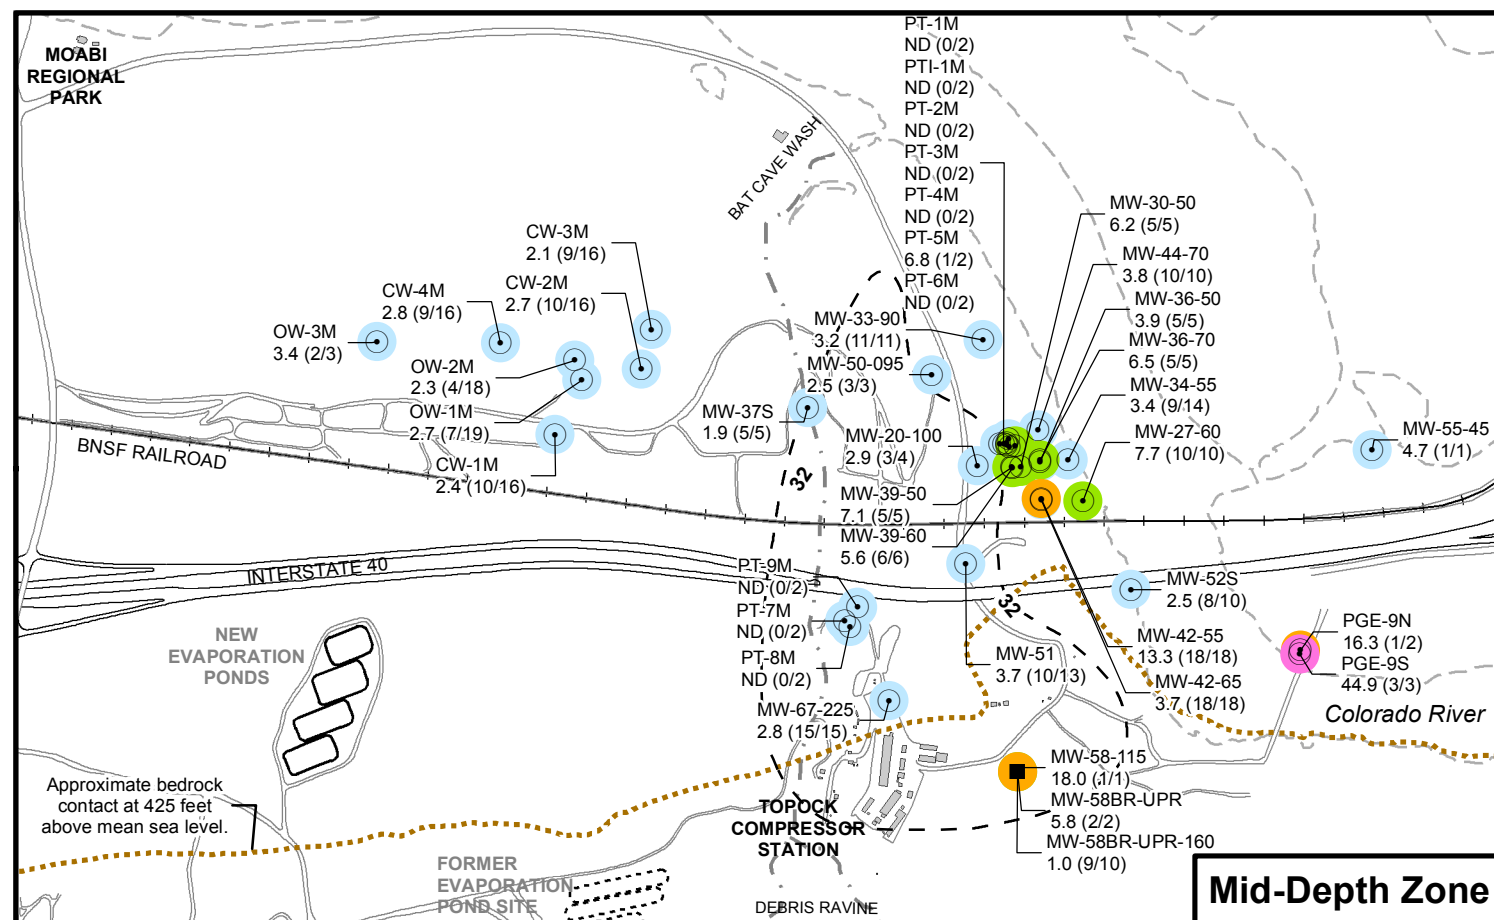 MOABI
REGIONAL
PARK
PT-1M
ND (0/2)
PTI-1M
ND (0/2)
PT-2M
ND (0/2)
PT-3M
ND (0/2)
PT-4M
ND (0/2)
PT-5M
6.8 (1/2)
PT-6M
ND (0/2)
BAT CAVE WASH
MW-30-50
6.2 (5/5)
MW-44-70
3.8 (10/10)
MW-36-50
3.9 (5/5)
MW-36-70
6.5 (5/5)
MW-34-55
3.4 (9/14)
MW-27-60
7.7 (10/10)
MW-55-45
4.7 (1/1)
CW-3M
2.1 (9/16)
CW-2M
2.7 (10/16)
CW-4M
2.8 (9/16)
OW-3M
3.4 (2/3)
OW-2M
2.3 (4/18)
OW-1M
2.7 (7/19)
CW-1M
2.4 (10/16)
MW-33-90
3.2 (11/11)
MW-50-095
2.5 (3/3)
MW-37S
1.9 (5/5)
MW-20-100
2.9 (3/4)
MW-39-50
7.1 (5/5)
MW-39-60
5.6 (6/6)
32
BNSF RAILROAD
INTERSTATE 40
PT-9M
ND (0/2)
PT-7M
ND (0/2)
PT-8M
ND (0/2)
32
MW-52S
2.5 (8/10)
MW-51
3.7 (10/13)
MW-42-55
13.3 (18/18)
MW-42-65
3.7 (18/18)
PGE-9N
16.3 (1/2)
PGE-9S
44.9 (3/3)
Colorado River
NEW
EVAPORATION
PONDS
MW-67-225
2.8 (15/15)
MW-58-115
18.0 (1/1)
MW-58BR-UPR
5.8 (2/2)
MW-58BR-UPR-160
1.0 (9/10)
Approximate bedrock
contact at 425 feet
above mean sea level.
TOPOCK
COMPRESSOR
STATION
FORMER
EVAPORATION
POND SITE
DEBRIS RAVINE
Mid-Depth Zone